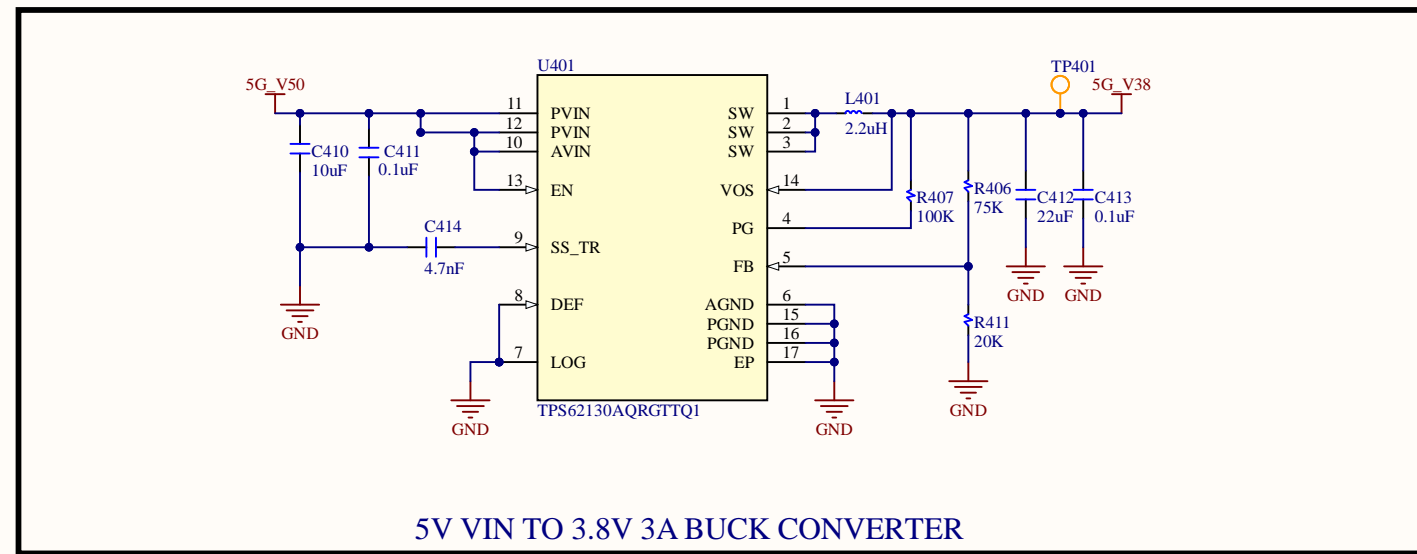 U401
TP401
5G_V50
5G_V38
L401
2.2uH
11 PVIN
12 PVIN
10 AVIN
13 EN
9 SS_TR
8 DEF
7 LOG
SW 1
SW 2
SW 3
VOS 14
PG 4
FB 5
AGND 6
PGND 15
PGND 16
EP 17
C410
10uF
C411
0.1uF
C414
4.7nF
R407
100K
R406
75K
C412
22uF
C413
0.1uF
R411
20K
GND
GND
GND
GND
GND
GND
TPS62130AQRGTTQ1
5V VIN TO 3.8V 3A BUCK CONVERTER